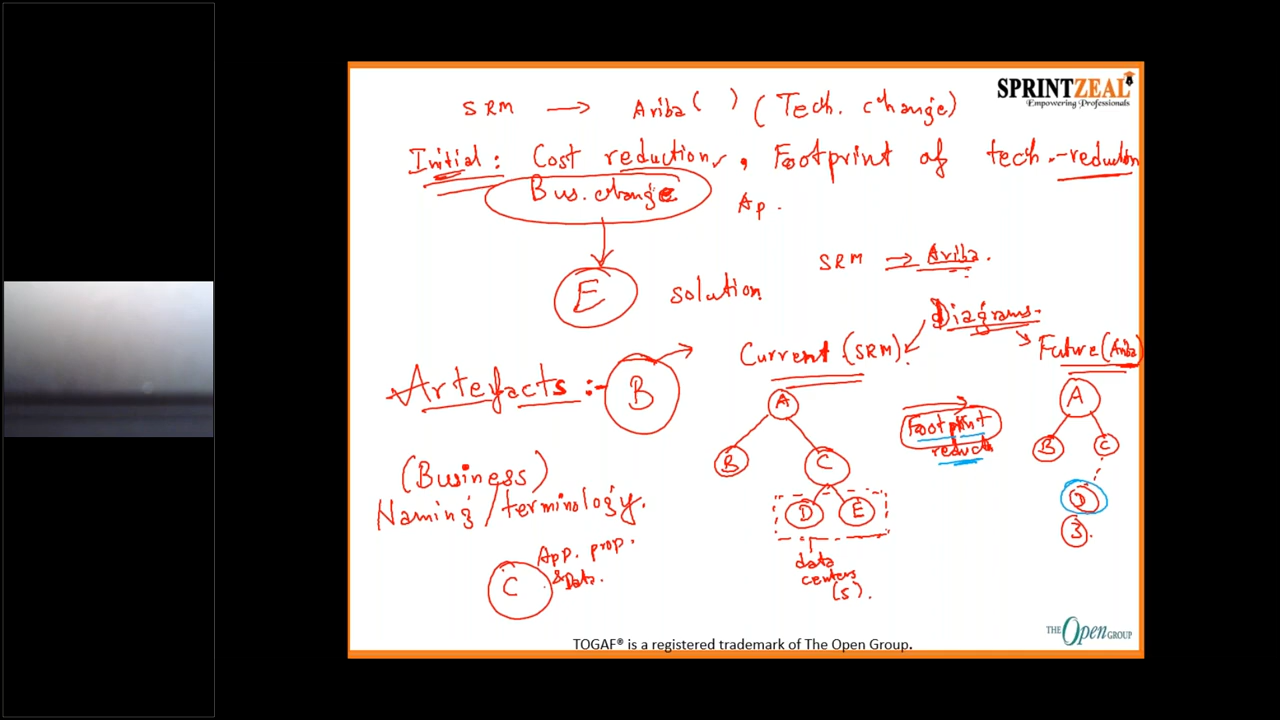 SPRINTZEAL
Empowering Professionals
SRM → Ariba ( ) (Tech. change)
Initial : Cost reduction, , Footprint of tech.-reduction
Bus. change
Ap.
SRM ⇒ Ariba.
E solution.
Diagrams-
Current (SRM) Future (Ariba)
Artefacts :- B
A
B C
D E
data
centers
(5).
Footprint
reduct
A
B C
D
3.
(Business)
Naming / terminology.
C App. prop.
& Data.
TOGAF® is a registered trademark of The Open Group.
THE Open GROUP